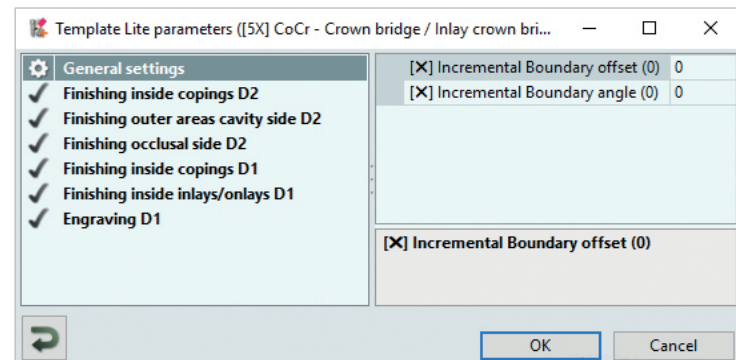 Template Lite parameters ([5X] CoCr - Crown bridge / Inlay crown bri...
General settings
Finishing inside copings D2
Finishing outer areas cavity side D2
Finishing occlusal side D2
Finishing inside copings D1
Finishing inside inlays/onlays D1
Engraving D1
[X] Incremental Boundary offset (0) 0
[X] Incremental Boundary angle (0) 0
[X] Incremental Boundary offset (0)
OK Cancel